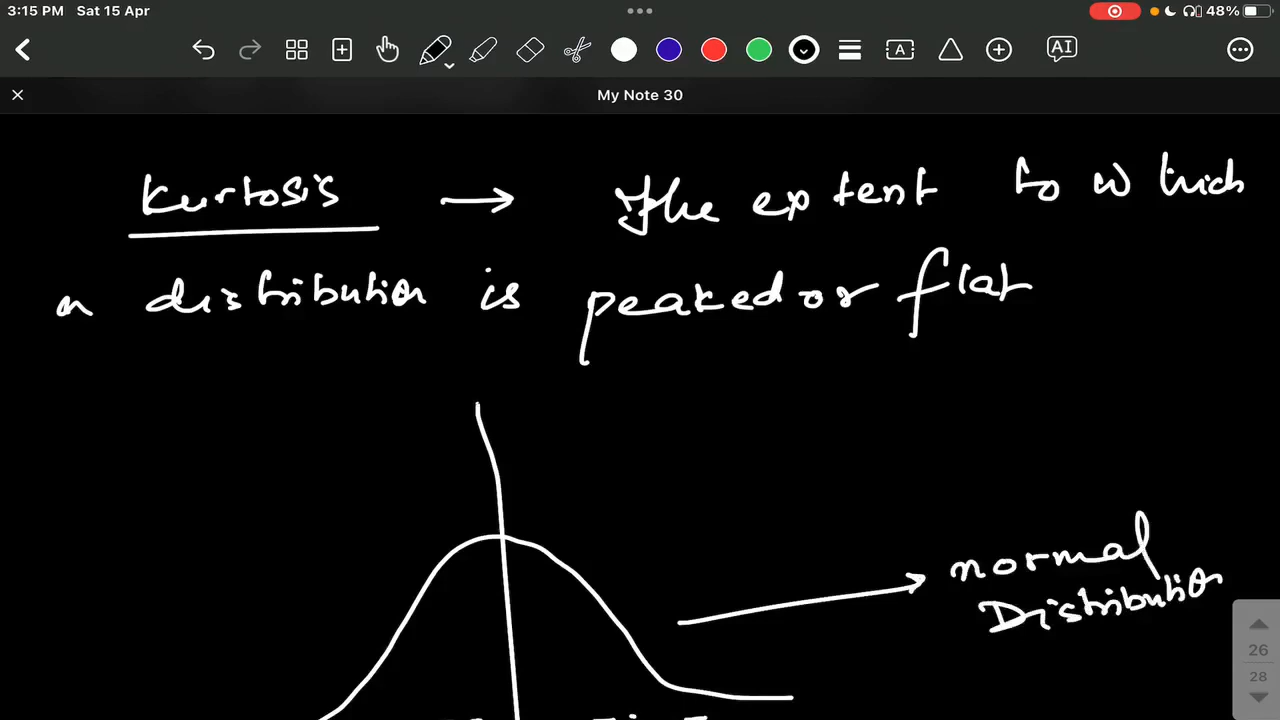 3:15 PM Sat 15 Apr
48%
A
AI
My Note 30
Kurtosis → The extent to which
a distribution is peaked or flat
normal
Distribution
26
28